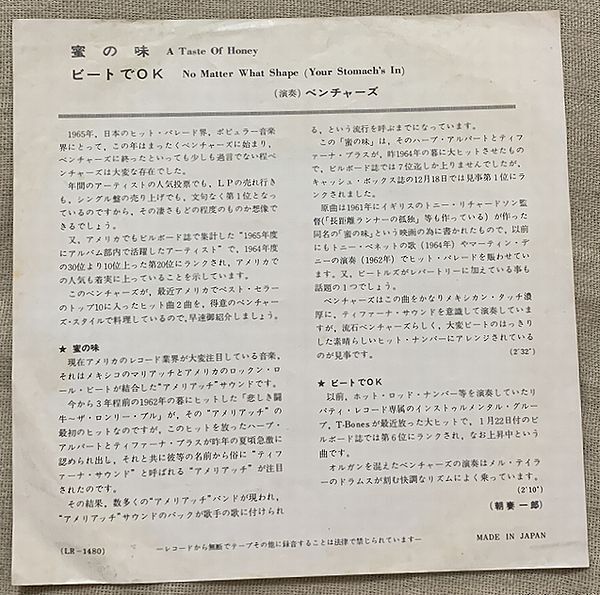 蜜の味 A Taste Of Honey
ビートでOK No Matter What Shape (Your Stomach's In)
(演奏) ベンチャーズ
1965年，日本のヒット・パレード界，ポピュラー音楽
界にとって，この年はまったくベンチャーズに始まり，
ベンチャーズに終ったといっても少しも過言でない程ベ
ンチャーズは大変な存在でした。
年間のアーティストの人気投票でも，ＬＰの売れ行き
も，シングル盤の売り上げでも，文句なく第１位となっ
ているのですから，その凄さもどの程度のものか想像で
きるでしょう。
又，アメリカでもビルボード誌で集計した“1965年度
にアルバム部内で活躍したアーティスト”で，1964年度
の30位より10位上った第20位にランクされ，アメリカで
の人気も着実に上っていることを示しています。
このベンチャーズが，最近アメリカでベスト・セラー
のトップ10に入ったヒット曲２曲を，得意のベンチャー
ズ・スタイルで料理しているので，早速御紹介しましょう。
★ 蜜の味
現在アメリカのレコード業界が大変注目している音楽，
それはメキシコのマリアッチとアメリカのロックン・ロ
ール・ビートが結合した“アメリアッチ”サウンドです。
今から３年程前の1962年の暮にヒットした「悲しき闘
牛ーザ・ロンリー・ブル」が，その“アメリアッチ”の
最初のヒットなのですが，このヒットを放ったハーブ・
アルパートとティファーナ・ブラスが昨年の夏頃急激に
認められ出し，それと共に彼等の名前から俗に“ティフ
ァーナ・サウンド”と呼ばれる“アメリアッチ”が注目
されたのです。
その結果，数多くの“アメリアッチ”バンドが現われ，
“アメリアッチ”サウンドのバックが歌手の歌に付けられ
る，という流行を呼ぶまでになっています。
この「蜜の味」は，そのハーブ・アルパートとティフ
ァーナ・ブラスが，昨1964年の暮に大ヒットさせたもの
で，ビルボード誌では７位迄しか上りませんでしたが，
キャッシュ・ボックス誌の12月18日では見事第１位にラ
ンクされました。
原曲は1961年にイギリスのトニー・リチャードソン監
督(「長距離ランナーの孤独」等も作っている）が作った
同名の「蜜の味」という映画の為に書かれたもので，以前
にもトニー・ベネットの歌（1964年）やマーティン・デ
ニーの演奏（1962年）でヒット・パレードを賑わせてい
ます。又，ビートルズがレパートリーに加えている事も
話題の１つでしょう。
ベンチャーズはこの曲をかなりメキシカン・タッチ濃
厚に，ティファーナ・サウンドを意識して演奏していま
すが，流石ベンチャーズらしく，大変ビートのはっきり
した素晴らしいヒット・ナンバーにアレンジされている
のが見事です。
(2'32")
★ ビートでOK
以前，ホット・ロッド・ナンバー等を演奏していたリ
バティ・レコード専属のインストゥルメンタル・グルー
プ，T-Bonesが最近放った大ヒットで，１月22日付のビ
ルボード誌では第６位にランクされ，なお上昇中という
曲です。
オルガンを混えたベンチャーズの演奏はメル・テイラ
ーのドラムスが刻む快調なリズムによく乗っています。
(2'10")
(朝妻一郎)
(LR-1480)
ーレコードから無断でテープその他に録音することは法律で禁じられていますー
MADE IN JAPAN